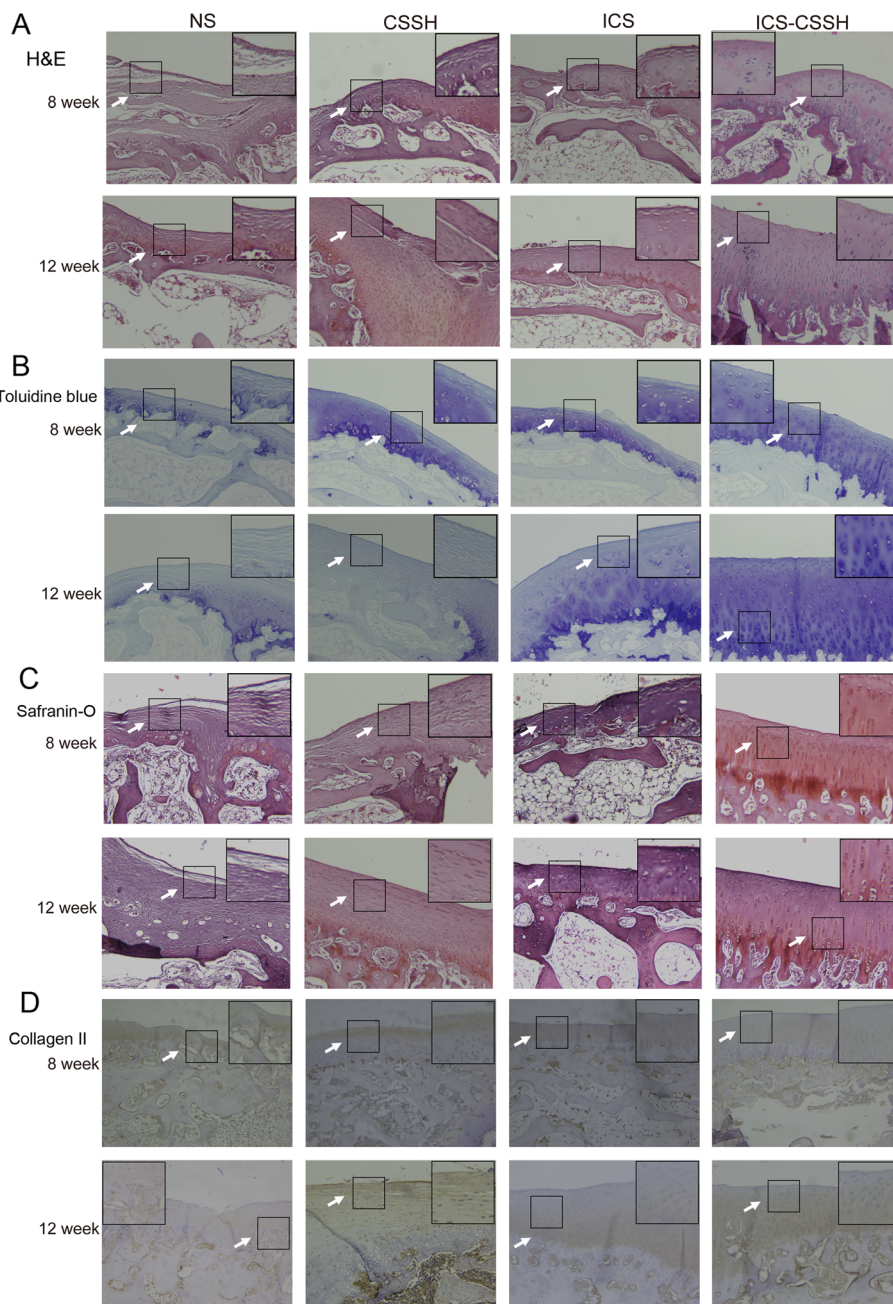 NS CSSH ICS ICS-CSSH
A
H&E
8 week
12 week
B
Toluidine blue
8 week
12 week
C
Safranin-O
8 week
12 week
D
Collagen II
8 week
12 week